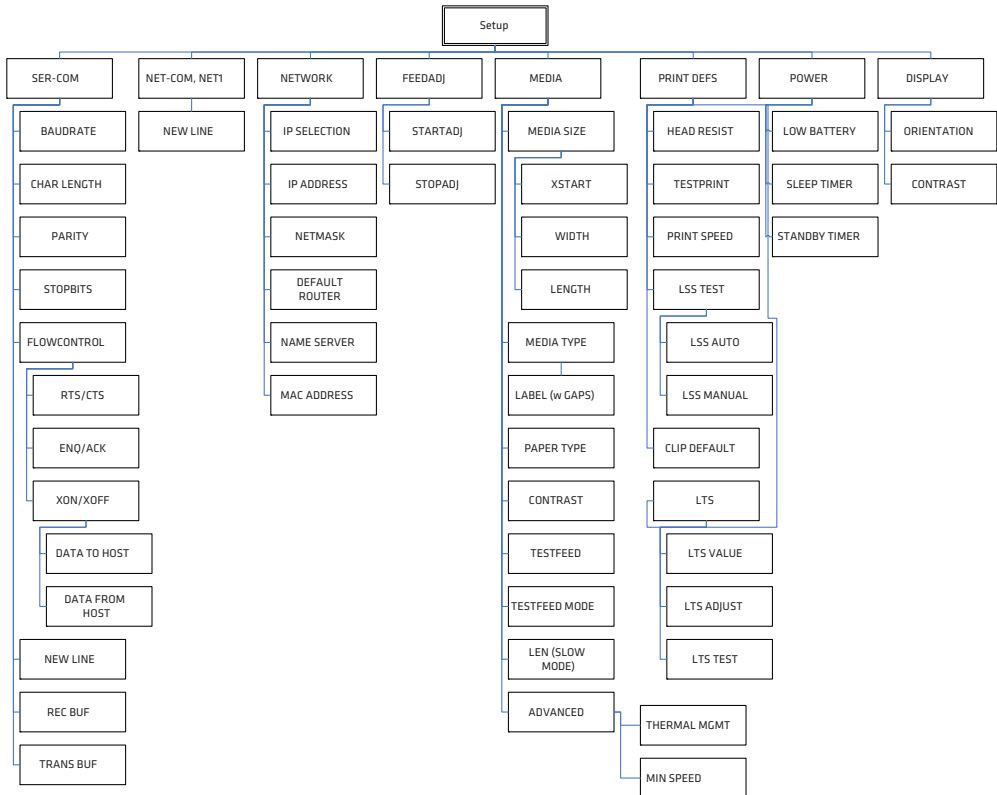 Setup
SER-COM
BAUDRATE
CHAR LENGTH
PARITY
STOPBITS
FLOWCONTROL
RTS/CTS
ENQ/ACK
XON/XOFF
DATA TO HOST
DATA FROM
HOST
NEW LINE
REC BUF
TRANS BUF
NET-COM, NET1
NEW LINE
NETWORK
IP SELECTION
IP ADDRESS
NETMASK
DEFAULT
ROUTER
NAME SERVER
MAC ADDRESS
FEEDADJ
STARTADJ
STOPADJ
MEDIA
MEDIA SIZE
XSTART
WIDTH
LENGTH
MEDIA TYPE
LABEL (w GAPS)
PAPER TYPE
CONTRAST
TESTFEED
TESTFEED MODE
LEN (SLOW
MODE)
ADVANCED
THERMAL MGMT
MIN SPEED
PRINT DEFS
HEAD RESIST
TESTPRINT
PRINT SPEED
LSS TEST
LSS AUTO
LSS MANUAL
CLIP DEFAULT
LTS
LTS VALUE
LTS ADJUST
LTS TEST
POWER
LOW BATTERY
SLEEP TIMER
STANDBY TIMER
DISPLAY
ORIENTATION
CONTRAST